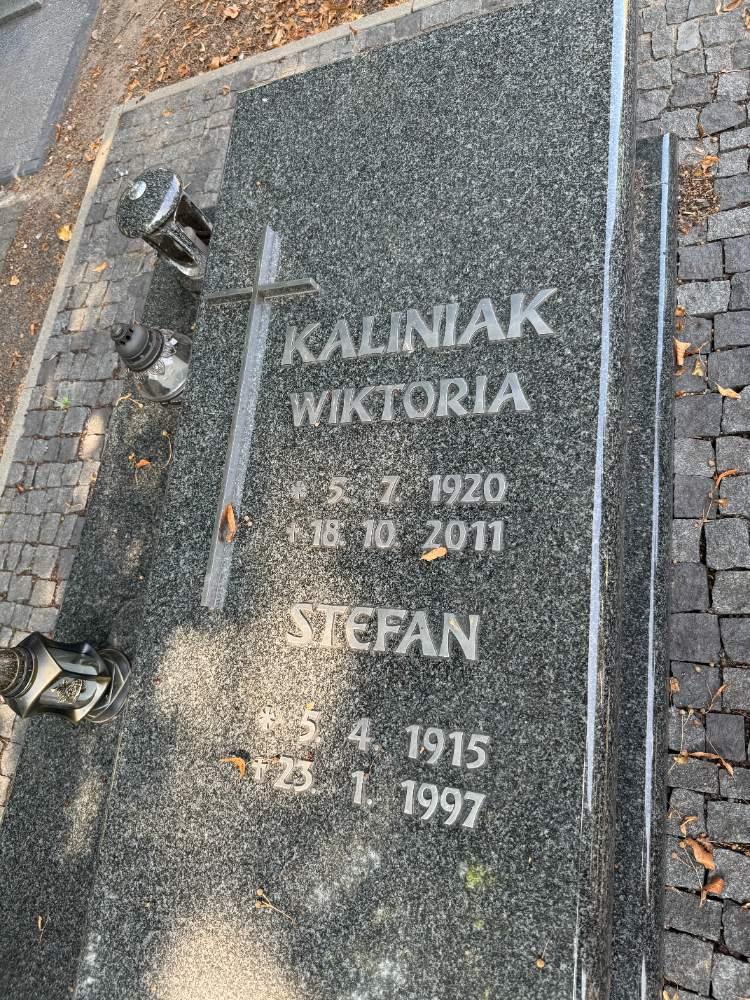 KALINIAK
WIKTORIA
* 5. 7. 1920
† 18. 10. 2011
STEFAN
* 5. 4. 1915
† 23. 1. 1997